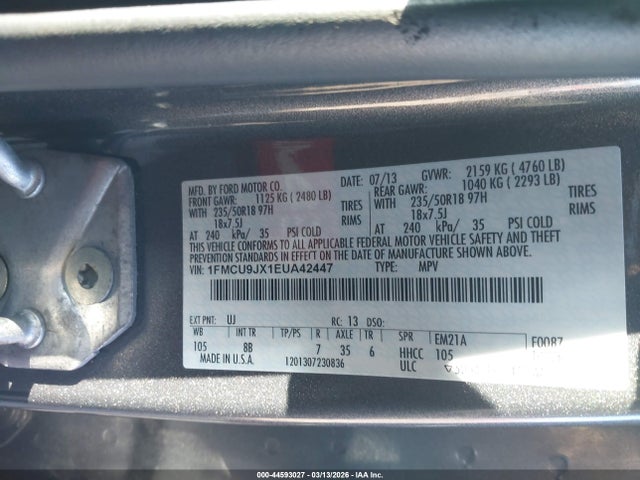 MFD. BY FORD MOTOR CO. DATE: 07/13 GVWR: 2159 KG ( 4760 LB)
FRONT GAWR: 1125 KG ( 2480 LB) REAR GAWR: 1040 KG ( 2293 LB)
WITH 235/50R18 97H TIRES WITH 235/50R18 97H TIRES
18x7.5J RIMS 18x7.5J RIMS
AT 240 kPa/ 35 PSI COLD AT 240 kPa/ 35 PSI COLD
THIS VEHICLE CONFORMS TO ALL APPLICABLE FEDERAL MOTOR VEHICLE SAFETY AND THEFT
PREVENTION STANDARDS IN EFFECT ON THE DATE OF MANUFACTURE SHOWN ABOVE.
VIN: 1FMCU9JX1EUA42447 TYPE: MPV
EXT PNT: UJ RC: 13 DSO:
WB INT TR TP/PS R AXLE TR SPR EM21A F0087
105 8B 7 35 6 HHCC 105
MADE IN U.S.A. 1201307230836 ULC
000-44593027 - 03/13/2026 - IAA Inc.